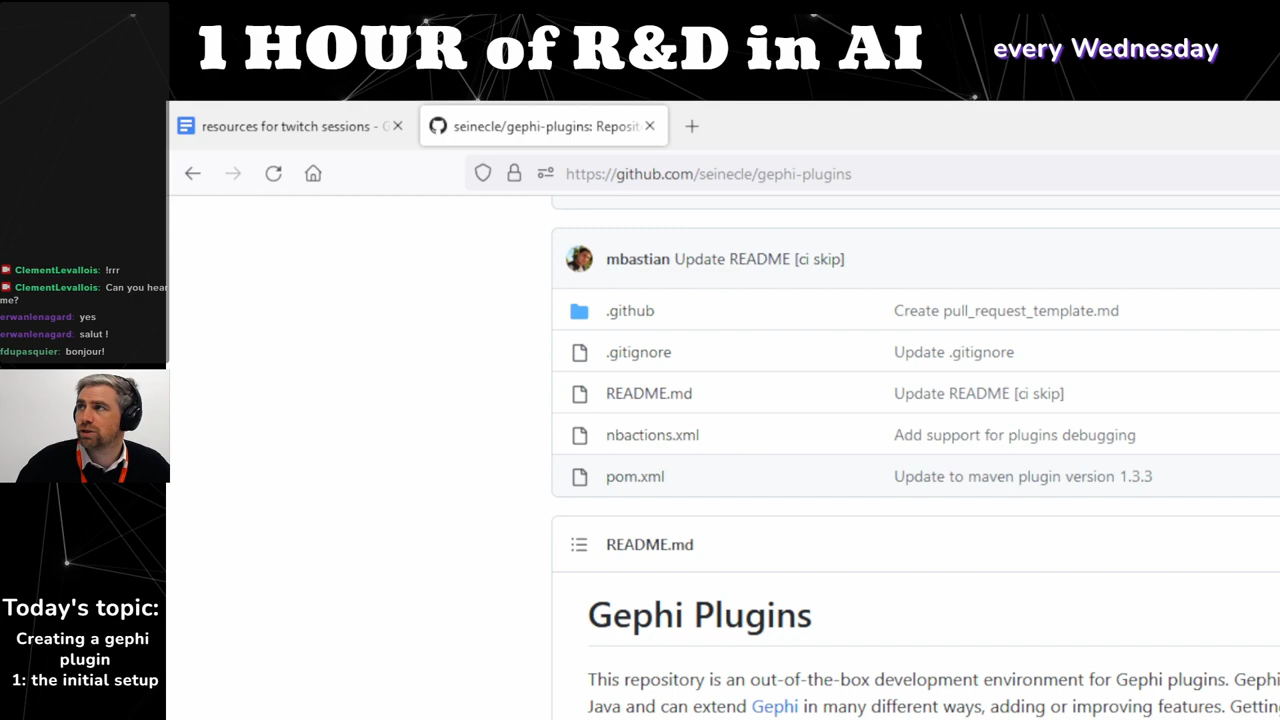 1 HOUR of R&D in AI
every Wednesday
resources for twitch sessions - G
seinecle/gephi-plugins: Reposit
https://github.com/seinecle/gephi-plugins
mbastian Update README [ci skip]
.github Create pull_request_template.md
.gitignore Update .gitignore
README.md Update README [ci skip]
nbactions.xml Add support for plugins debugging
pom.xml Update to maven plugin version 1.3.3
README.md
Gephi Plugins
This repository is an out-of-the-box development environment for Gephi plugins. Gephi
Java and can extend Gephi in many different ways, adding or improving features. Getting
ClementLevallois: !rrr
ClementLevallois: Can you hear
me?
erwanlenagard: yes
erwanlenagard: salut !
fdupasquier: bonjour!
Today's topic:
Creating a gephi
plugin
1: the initial setup